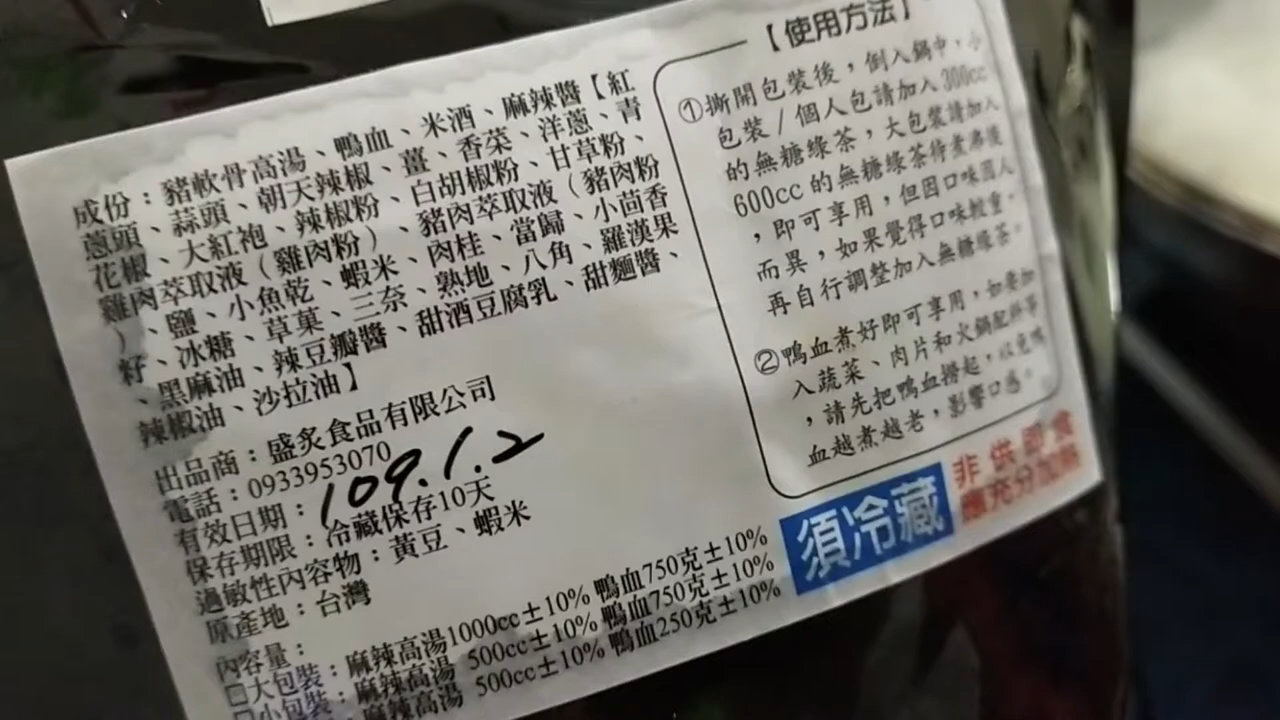 成份：豬軟骨高湯、鴨血、米酒、麻辣醬【紅
蔥頭、蒜頭、朝天辣椒、薑、香菜、洋蔥、青
花椒、大紅袍、辣椒粉、白胡椒粉、甘草粉、
雞肉萃取液（雞肉粉）、豬肉萃取液（豬肉粉
）、鹽、小魚乾、蝦米、肉桂、當歸、小茴香
籽、冰糖、草菓、三奈、熟地、八角、羅漢果
、黑麻油、辣豆瓣醬、甜酒豆腐乳、甜麵醬、
辣椒油、沙拉油】
出品商：盛炙食品有限公司
電話：0933953070
有效日期：109.1.2
保存期限：冷藏保存10天
過敏性內容物：黃豆、蝦米
原產地：台灣
內容量：
□大包裝：麻辣高湯1000cc±10% 鴨血750克±10%
□小包裝：麻辣高湯 500cc±10% 鴨血750克±10%
麻辣高湯 500cc±10% 鴨血250克±10%
【使用方法】
①撕開包裝後，倒入鍋中，小
包裝/個人包請加入300cc
的無糖綠茶，大包裝請加入
600cc的無糖綠茶待煮沸後
，即可享用，但因口味因人
而異，如果覺得口味較重，
再自行調整加入無糖綠茶。
②鴨血煮好即可享用，如要加
入蔬菜、肉片和火鍋配料等
，請先把鴨血撈起，以免鴨
血越煮越老，影響口感。
須冷藏
非供即食
應充分加熱